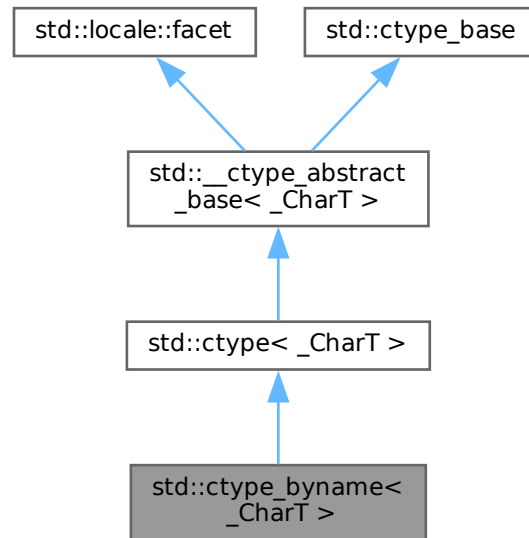 std::locale::facet
std::ctype_base
std::__ctype_abstract
_base< _CharT >
std::ctype< _CharT >
std::ctype_byname<
_CharT >